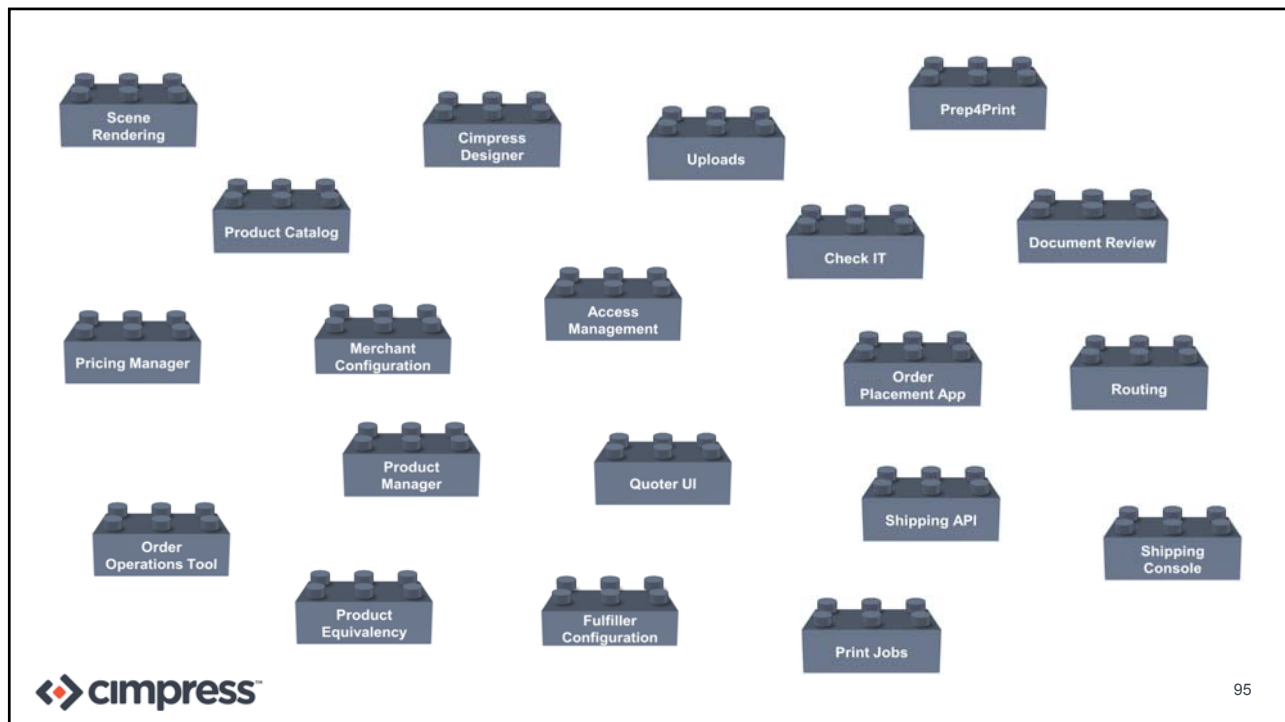 Scene
Rendering
Cimpress
Designer
Uploads
Prep4Print
Product Catalog
Check IT
Document Review
Access
Management
Pricing Manager
Merchant
Configuration
Order
Placement App
Routing
Product
Manager
Quoter UI
Shipping API
Order
Operations Tool
Shipping
Console
Product
Equivalency
Fulfiller
Configuration
Print Jobs
cimpress™
95